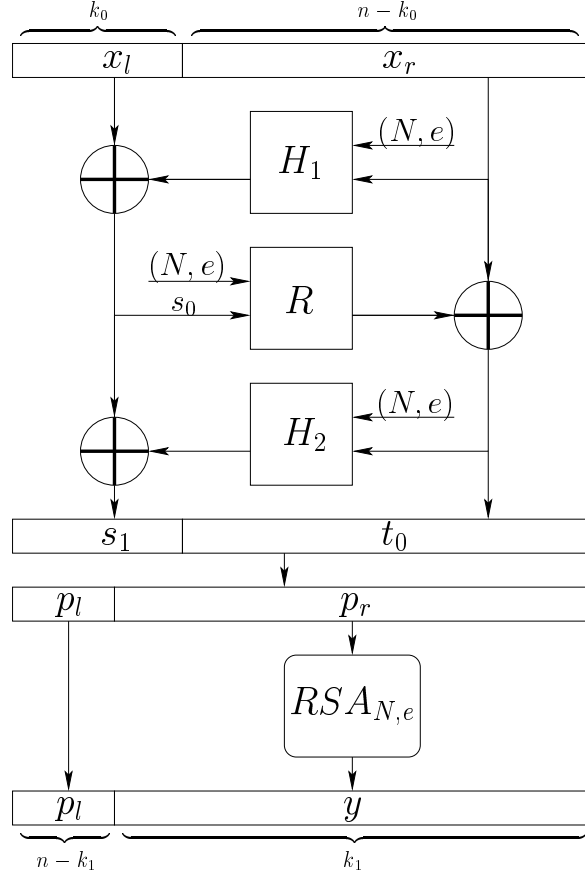 k_0 n - k_0
x_l x_r
(N, e)
H_1
(N, e)
s_0 R
(N, e)
H_2
s_1 t_0
p_l p_r
RSA_{N,e}
p_l y
n - k_1 k_1